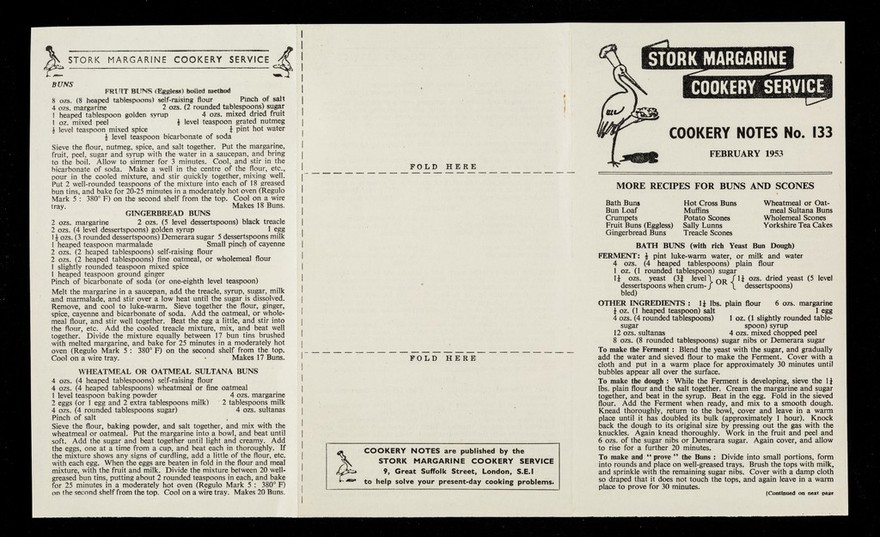 STORK MARGARINE COOKERY SERVICE
BUNS
FRUIT BUNS (Eggless) boiled method
8 ozs. (8 heaped tablespoons) self-raising flour Pinch of salt
4 ozs. margarine 2 ozs. (2 rounded tablespoons) sugar
1 heaped tablespoon golden syrup 4 ozs. mixed dried fruit
1 oz. mixed peel ½ level teaspoon grated nutmeg
½ level teaspoon mixed spice ¼ pint hot water
½ level teaspoon bicarbonate of soda
Sieve the flour, nutmeg, spice, and salt together. Put the margarine,
fruit, peel, sugar and syrup with the water in a saucepan, and bring
to the boil. Allow to simmer for 3 minutes. Cool, and stir in the
bicarbonate of soda. Make a well in the centre of the flour, etc.,
pour in the cooled mixture, and stir quickly together, mixing well.
Put 2 well-rounded teaspoons of the mixture into each of 18 greased
bun tins, and bake for 20-25 minutes in a moderately hot oven (Regulo
Mark 5 : 380° F) on the second shelf from the top. Cool on a wire
tray. Makes 18 Buns.
GINGERBREAD BUNS
2 ozs. margarine 2 ozs. (5 level dessertspoons) black treacle
2 ozs. (4 level dessertspoons) golden syrup 1 egg
1½ ozs. (3 rounded dessertspoons) Demerara sugar 5 dessertspoons milk
1 heaped teaspoon marmalade Small pinch of cayenne
2 ozs. (2 heaped tablespoons) self-raising flour
2 ozs. (2 heaped tablespoons) fine oatmeal, or wholemeal flour
1 slightly rounded teaspoon mixed spice
1 heaped teaspoon ground ginger
Pinch of bicarbonate of soda (or one-eighth level teaspoon)
Melt the margarine in a saucepan, add the treacle, syrup, sugar, milk
and marmalade, and stir over a low heat until the sugar is dissolved.
Remove, and cool to luke-warm. Sieve together the flour, ginger,
spice, cayenne and bicarbonate of soda. Add the oatmeal, or whole-
meal flour, and stir well together. Beat the egg a little, and stir into
the flour, etc. Add the cooled treacle mixture, mix, and beat well
together. Divide the mixture equally between 17 bun tins brushed
with melted margarine, and bake for 25 minutes in a moderately hot
oven (Regulo Mark 5 : 380° F) on the second shelf from the top.
Cool on a wire tray. Makes 17 Buns.
WHEATMEAL OR OATMEAL SULTANA BUNS
4 ozs. (4 heaped tablespoons) self-raising flour
4 ozs. (4 heaped tablespoons) wheatmeal or fine oatmeal
1 level teaspoon baking powder 4 ozs. margarine
2 eggs (or 1 egg and 2 extra tablespoons milk) 2 tablespoons milk
4 ozs. (4 rounded tablespoons sugar) 4 ozs. sultanas
Pinch of salt
Sieve the flour, baking powder, and salt together, and mix with the
wheatmeal or oatmeal. Put the margarine into a bowl, and beat until
soft. Add the sugar and beat together until light and creamy. Add
the eggs, one at a time from a cup, and beat each in thoroughly. If
the mixture shows any signs of curdling, add a little of the flour, etc.
with each egg. When the eggs are beaten in fold in the flour and meal
mixture, with the fruit and milk. Divide the mixture between 20 well-
greased bun tins, putting about 2 rounded teaspoons in each, and bake
for 25 minutes in a moderately hot oven (Regulo Mark 5 : 380° F)
on the second shelf from the top. Cool on a wire tray. Makes 20 Buns.
FOLD HERE
FOLD HERE
COOKERY NOTES are published by the
STORK MARGARINE COOKERY SERVICE
9, Great Suffolk Street, London, S.E.1
to help solve your present-day cooking problems.
STORK MARGARINE
COOKERY SERVICE
COOKERY NOTES No. 133
FEBRUARY 1953
MORE RECIPES FOR BUNS AND SCONES
Bath Buns Hot Cross Buns Wheatmeal or Oat-
Bun Loaf Muffins meal Sultana Buns
Crumpets Potato Scones Wholemeal Scones
Fruit Buns (Eggless) Sally Lunns Yorkshire Tea Cakes
Gingerbread Buns Treacle Scones
BATH BUNS (with rich Yeast Bun Dough)
FERMENT: ½ pint luke-warm water, or milk and water
4 ozs. (4 heaped tablespoons) plain flour
1 oz. (1 rounded tablespoon) sugar
1½ ozs. yeast (3¾ level dessertspoons when crum- bled) OR 1½ ozs. dried yeast (5 level dessertspoons)
OTHER INGREDIENTS : 1¼ lbs. plain flour 6 ozs. margarine
½ oz. (1 heaped teaspoon) salt 1 egg
4 ozs. (4 rounded tablespoons) 1 oz. (1 slightly rounded table-
sugar spoon) syrup
12 ozs. sultanas 4 ozs. mixed chopped peel
8 ozs. (8 rounded tablespoons) sugar nibs or Demerara sugar
To make the Ferment : Blend the yeast with the sugar, and gradually
add the water and sieved flour to make the Ferment. Cover with a
cloth and put in a warm place for approximately 30 minutes until
bubbles appear all over the surface.
To make the dough : While the Ferment is developing, sieve the 1¼
lbs. plain flour and the salt together. Cream the margarine and sugar
together, and beat in the syrup. Beat in the egg. Fold in the sieved
flour. Add the Ferment when ready, and mix to a smooth dough.
Knead thoroughly, return to the bowl, cover and leave in a warm
place until it has doubled its bulk (approximately 1 hour). Knock
back the dough to its original size by pressing out the gas with the
knuckles. Again knead thoroughly. Work in the fruit and peel and
6 ozs. of the sugar nibs or Demerara sugar. Again cover, and allow
to rise for a further 20 minutes.
To make and "prove" the Buns : Divide into small portions, form
into rounds and place on well-greased trays. Brush the tops with milk,
and sprinkle with the remaining sugar nibs. Cover with a damp cloth
so draped that it does not touch the tops, and again leave in a warm
place to prove for 30 minutes.
(Continued on next page